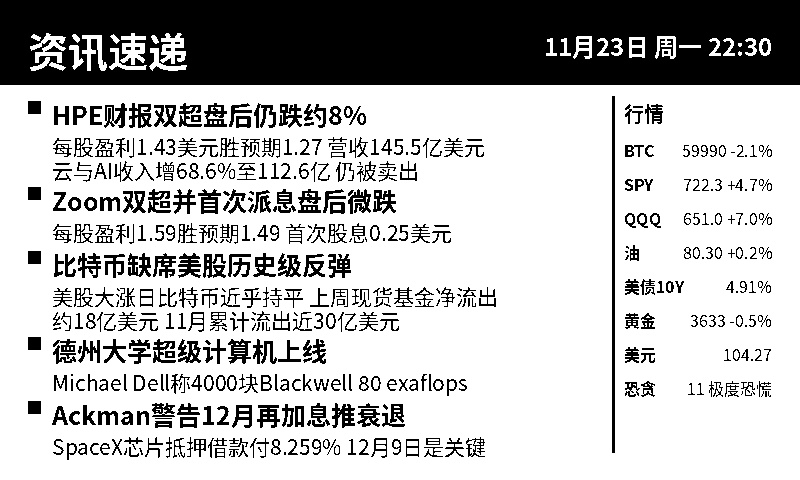 资讯速递
11月23日 周一 22:30
HPE财报双超盘后仍跌约8%
每股盈利1.43美元胜预期1.27 营收145.5亿美元
云与AI收入增68.6%至112.6亿 仍被卖出
Zoom双超并首次派息盘后微跌
每股盈利1.59胜预期1.49 首次股息0.25美元
比特币缺席美股历史级反弹
美股大涨日比特币近乎持平 上周现货基金净流出
约18亿美元 11月累计流出近30亿美元
德州大学超级计算机上线
Michael Dell称4000块Blackwell 80 exaflops
Ackman警告12月再加息推衰退
SpaceX芯片抵押借款付8.259% 12月9日是关键
行情
BTC 59990 -2.1%
SPY 722.3 +4.7%
QQQ 651.0 +7.0%
油 80.30 +0.2%
美债10Y 4.91%
黄金 3633 -0.5%
美元 104.27
恐贪 11 极度恐慌